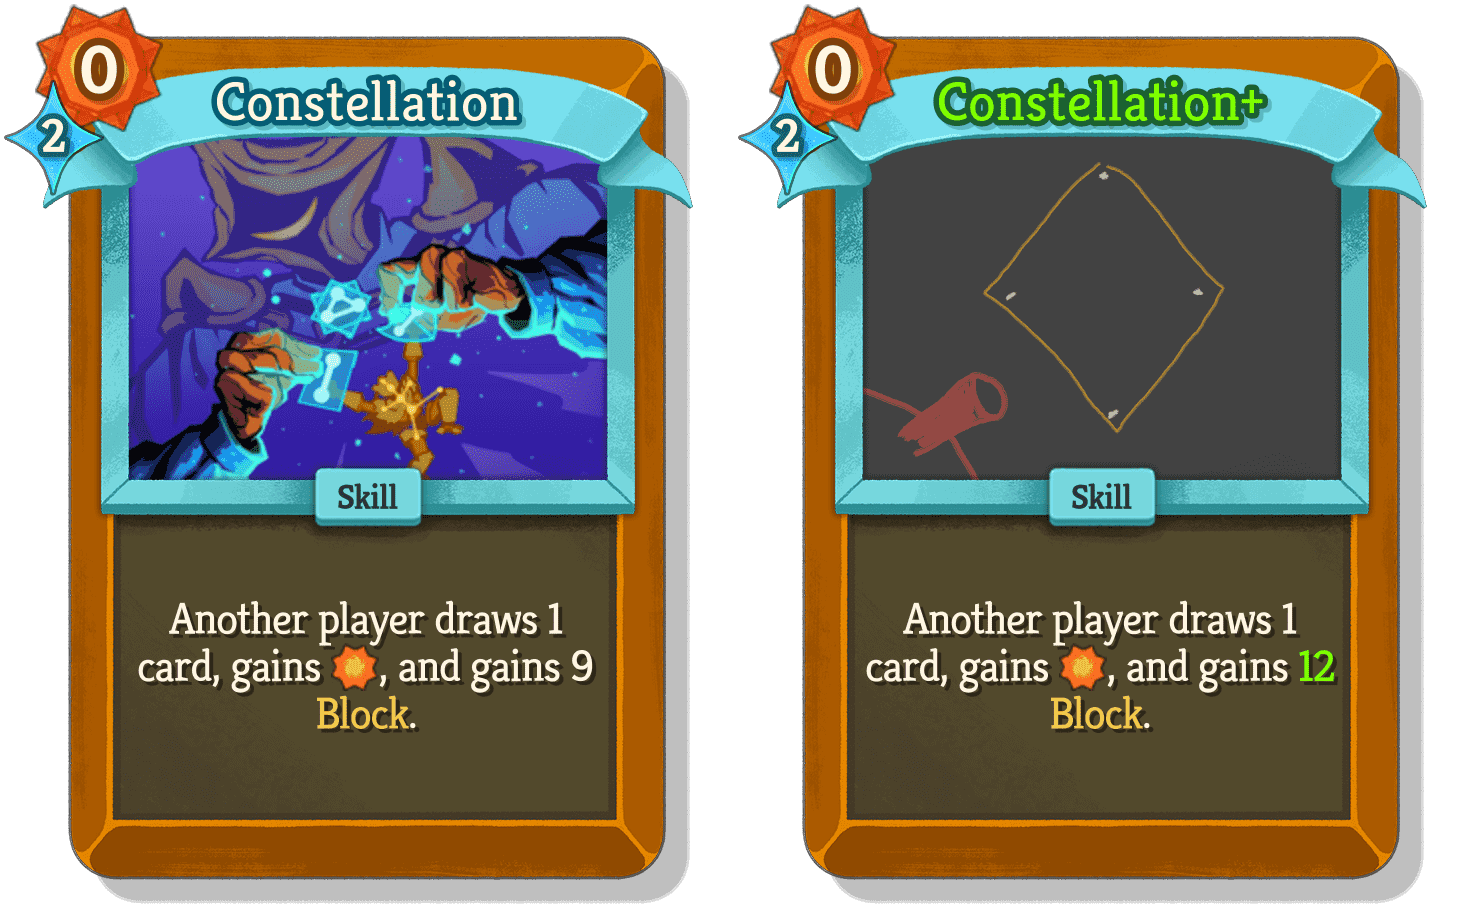 0
2
Constellation
Skill
Another player draws 1
card, gains , and gains 9
Block.
0
2
Constellation+
Skill
Another player draws 1
card, gains , and gains 12
Block.